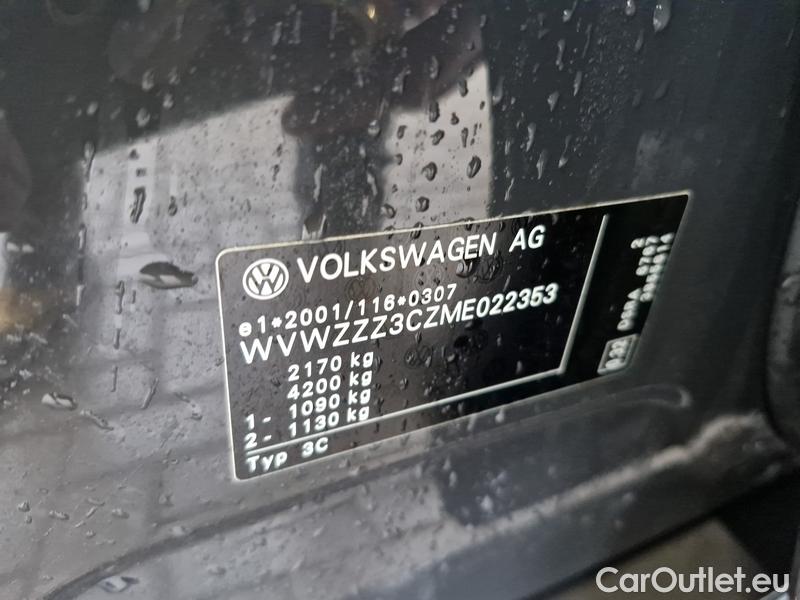 VOLKSWAGEN AG
e1*2001/116*0307
WVWZZZ3CZME022353
2170 kg
4200 kg
1- 1090 kg
2- 1130 kg
Typ 3C
CarOutlet.eu